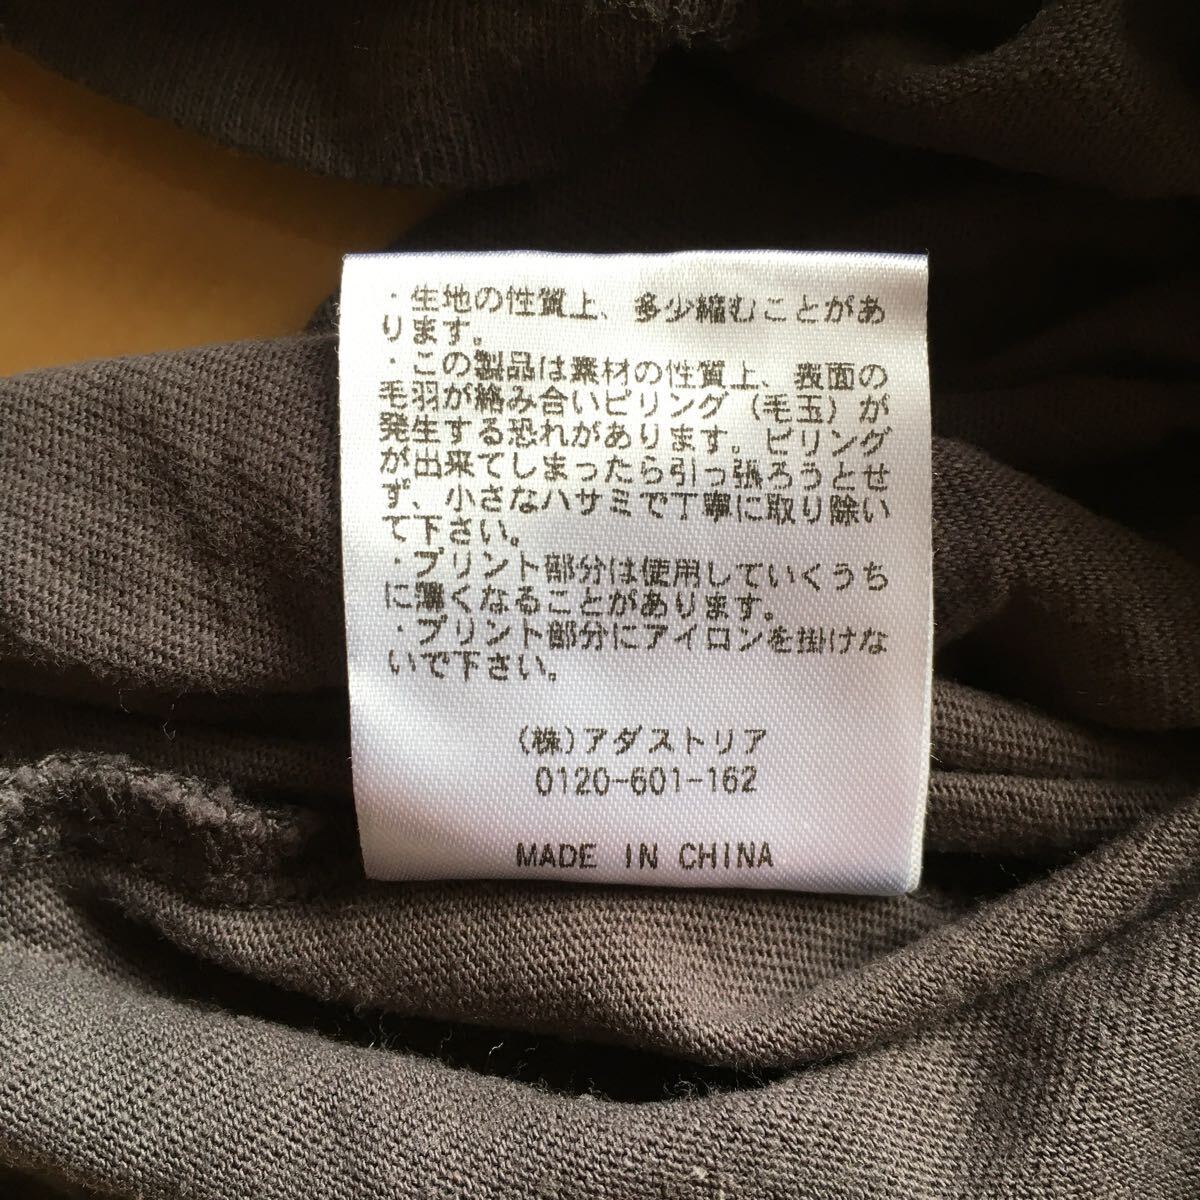 ・生地の性質上、多少縮むことがあ
ります。
・この製品は素材の性質上、表面の
毛羽が絡み合いピリング（毛玉）が
発生する恐れがあります。ピリング
が出来てしまったら引っ張ろうとせ
ず、小さなハサミで丁寧に取り除い
て下さい。
・プリント部分は使用していくうち
に薄くなることがあります。
・プリント部分にアイロンを掛けな
いで下さい。
(株)アダストリア
0120-601-162
MADE IN CHINA